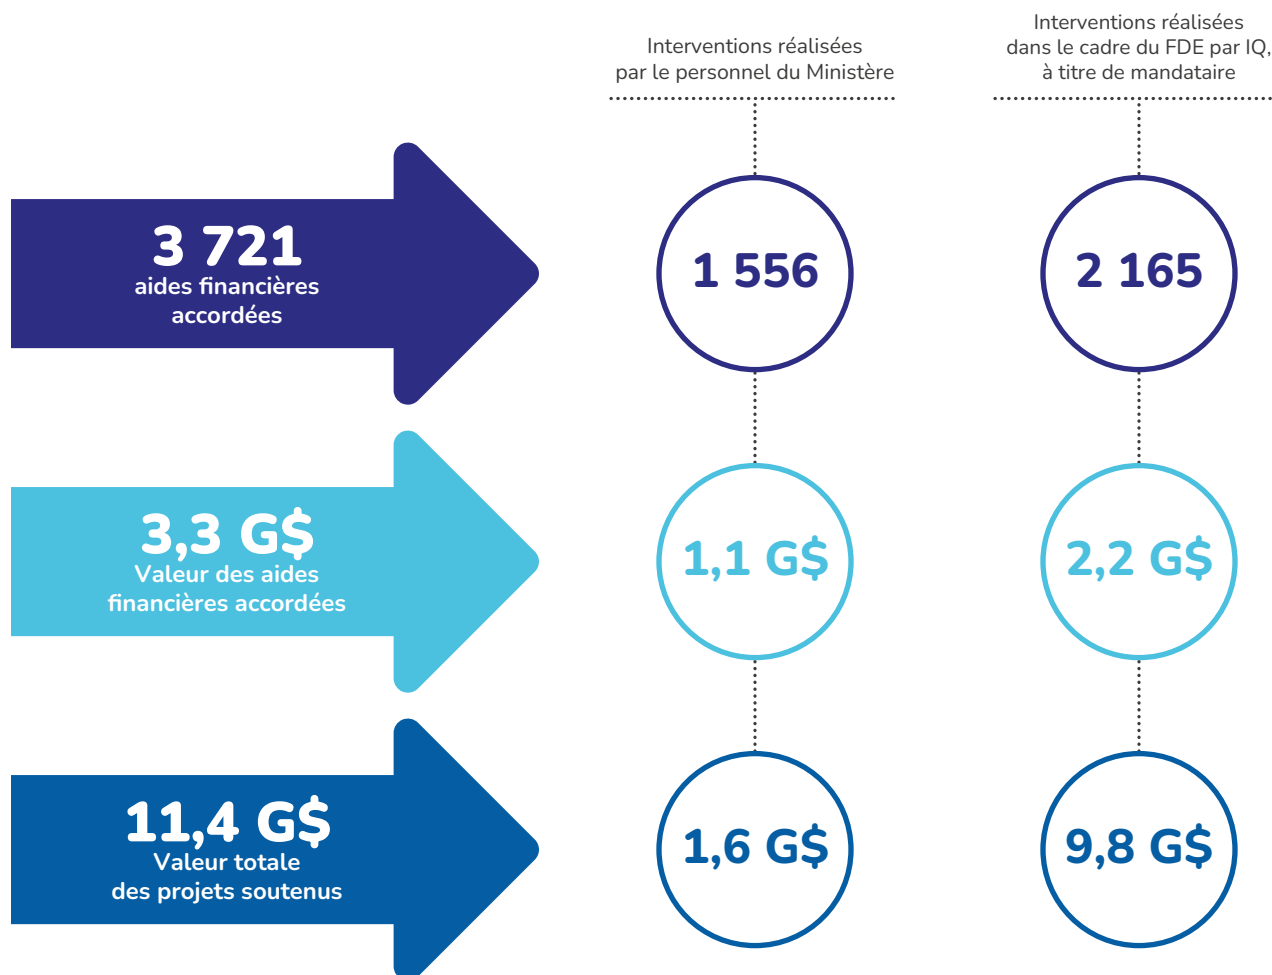 Interventions réalisées
par le personnel du Ministère
Interventions réalisées
dans le cadre du FDE par IQ,
à titre de mandataire
3 721
aides financières
accordées
1 556
2 165
3,3 G$
Valeur des aides
financières accordées
1,1 G$
2,2 G$
11,4 G$
Valeur totale
des projets soutenus
1,6 G$
9,8 G$